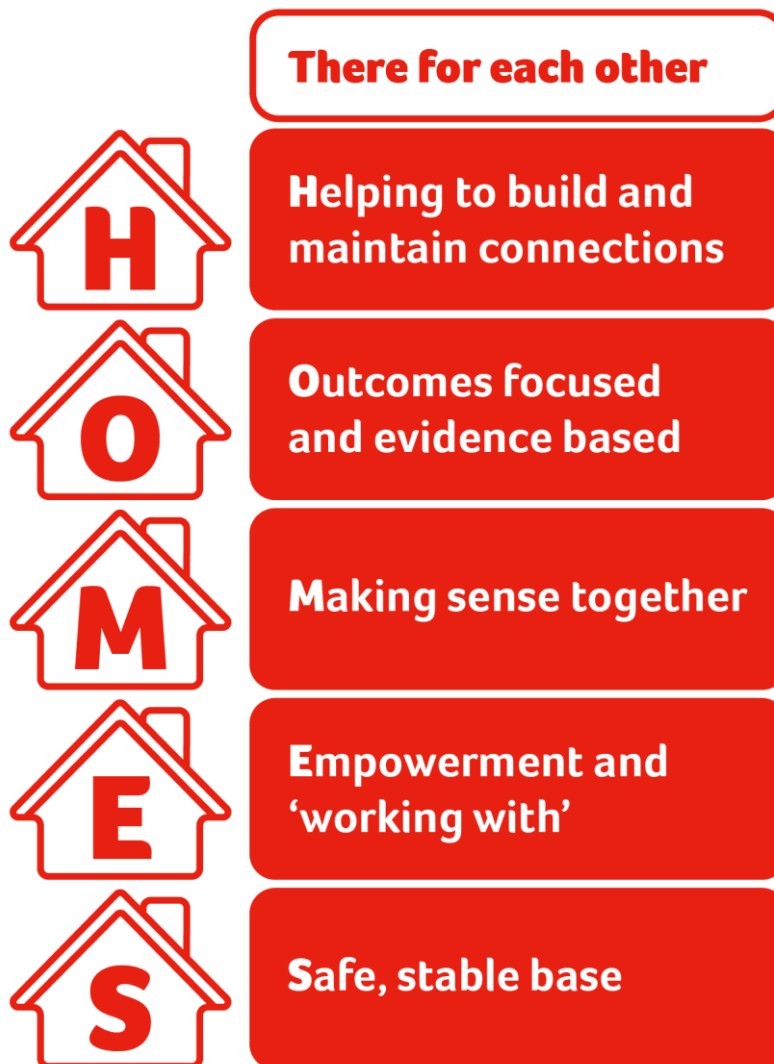 There for each other
H
Helping to build and
maintain connections
O
Outcomes focused
and evidence based
M
Making sense together
E
Empowerment and
‘working with’
S
Safe, stable base